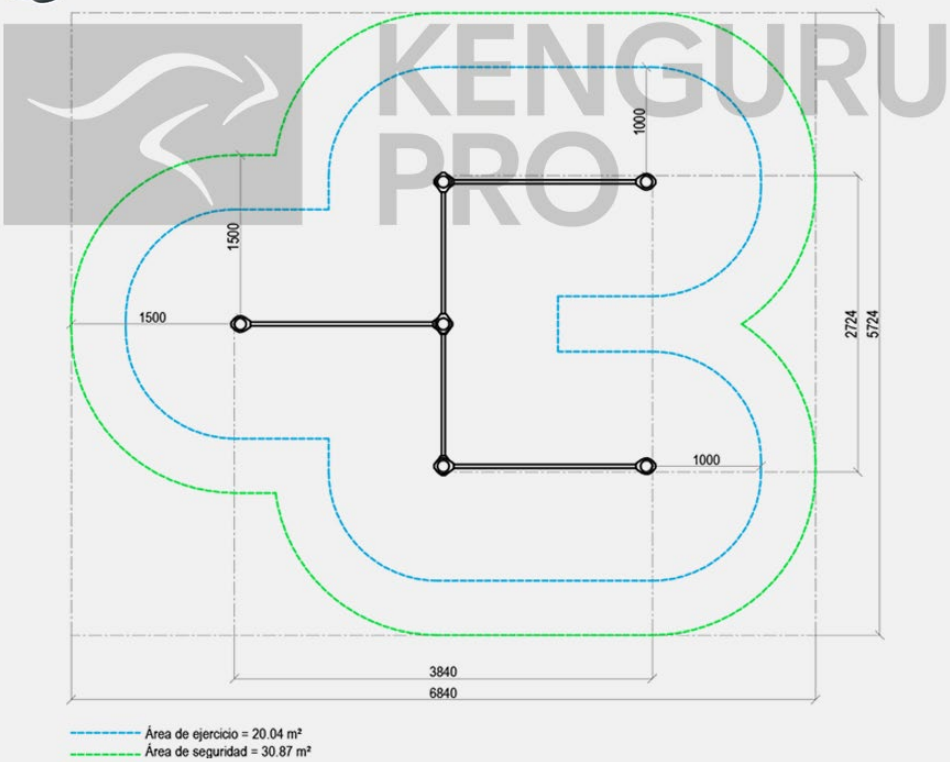 KENGURU
PRO
1000
1500
1500
2724
5724
1000
3840
6840
Área de ejercicio = 20.04 m²
Área de seguridad = 30.87 m²